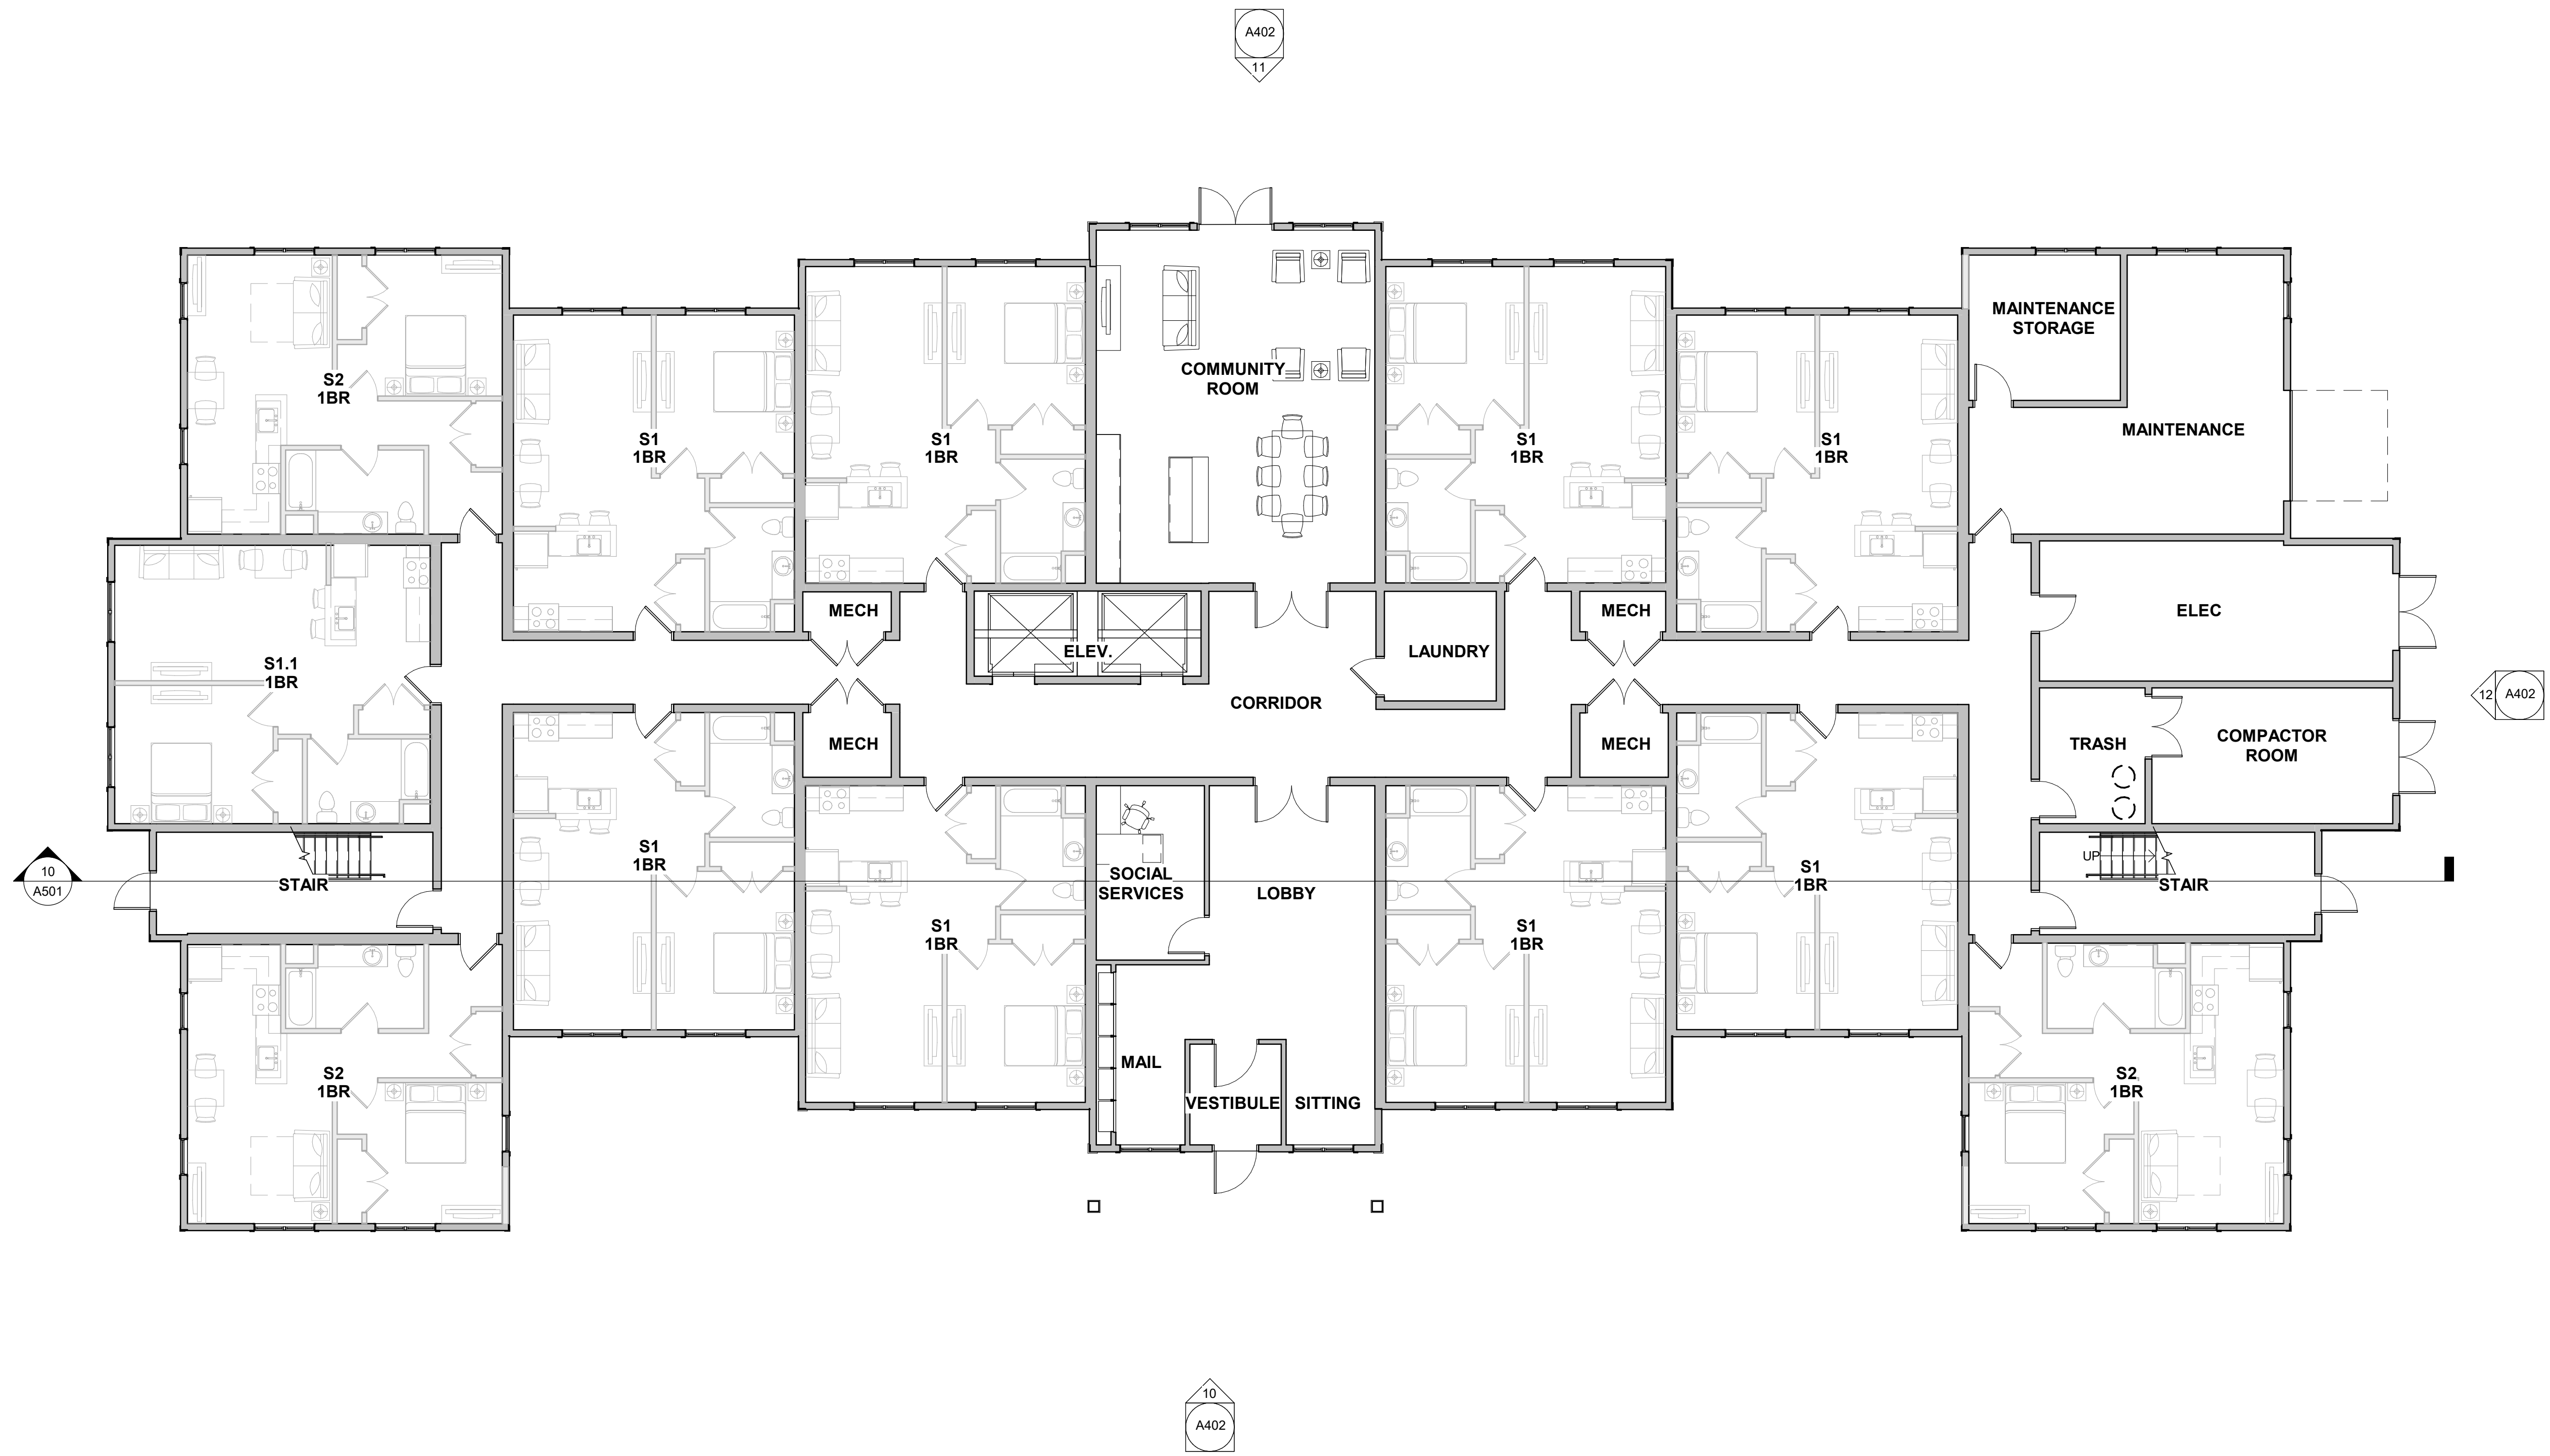 A402
11
MAINTENANCE
STORAGE
COMMUNITY
ROOM
S2
1BR
S1
1BR
S1
1BR
S1
1BR
S1
1BR
MAINTENANCE
MECH
MECH
ELEC
ELEV.
LAUNDRY
S1.1
1BR
CORRIDOR
12
A402
MECH
MECH
TRASH
COMPACTOR
ROOM
10
A501
STAIR
S1
1BR
SOCIAL
SERVICES
LOBBY
S1
1BR
UP
STAIR
S1
1BR
S1
1BR
S2
1BR
MAIL
VESTIBULE
SITTING
S2
1BR
10
A402